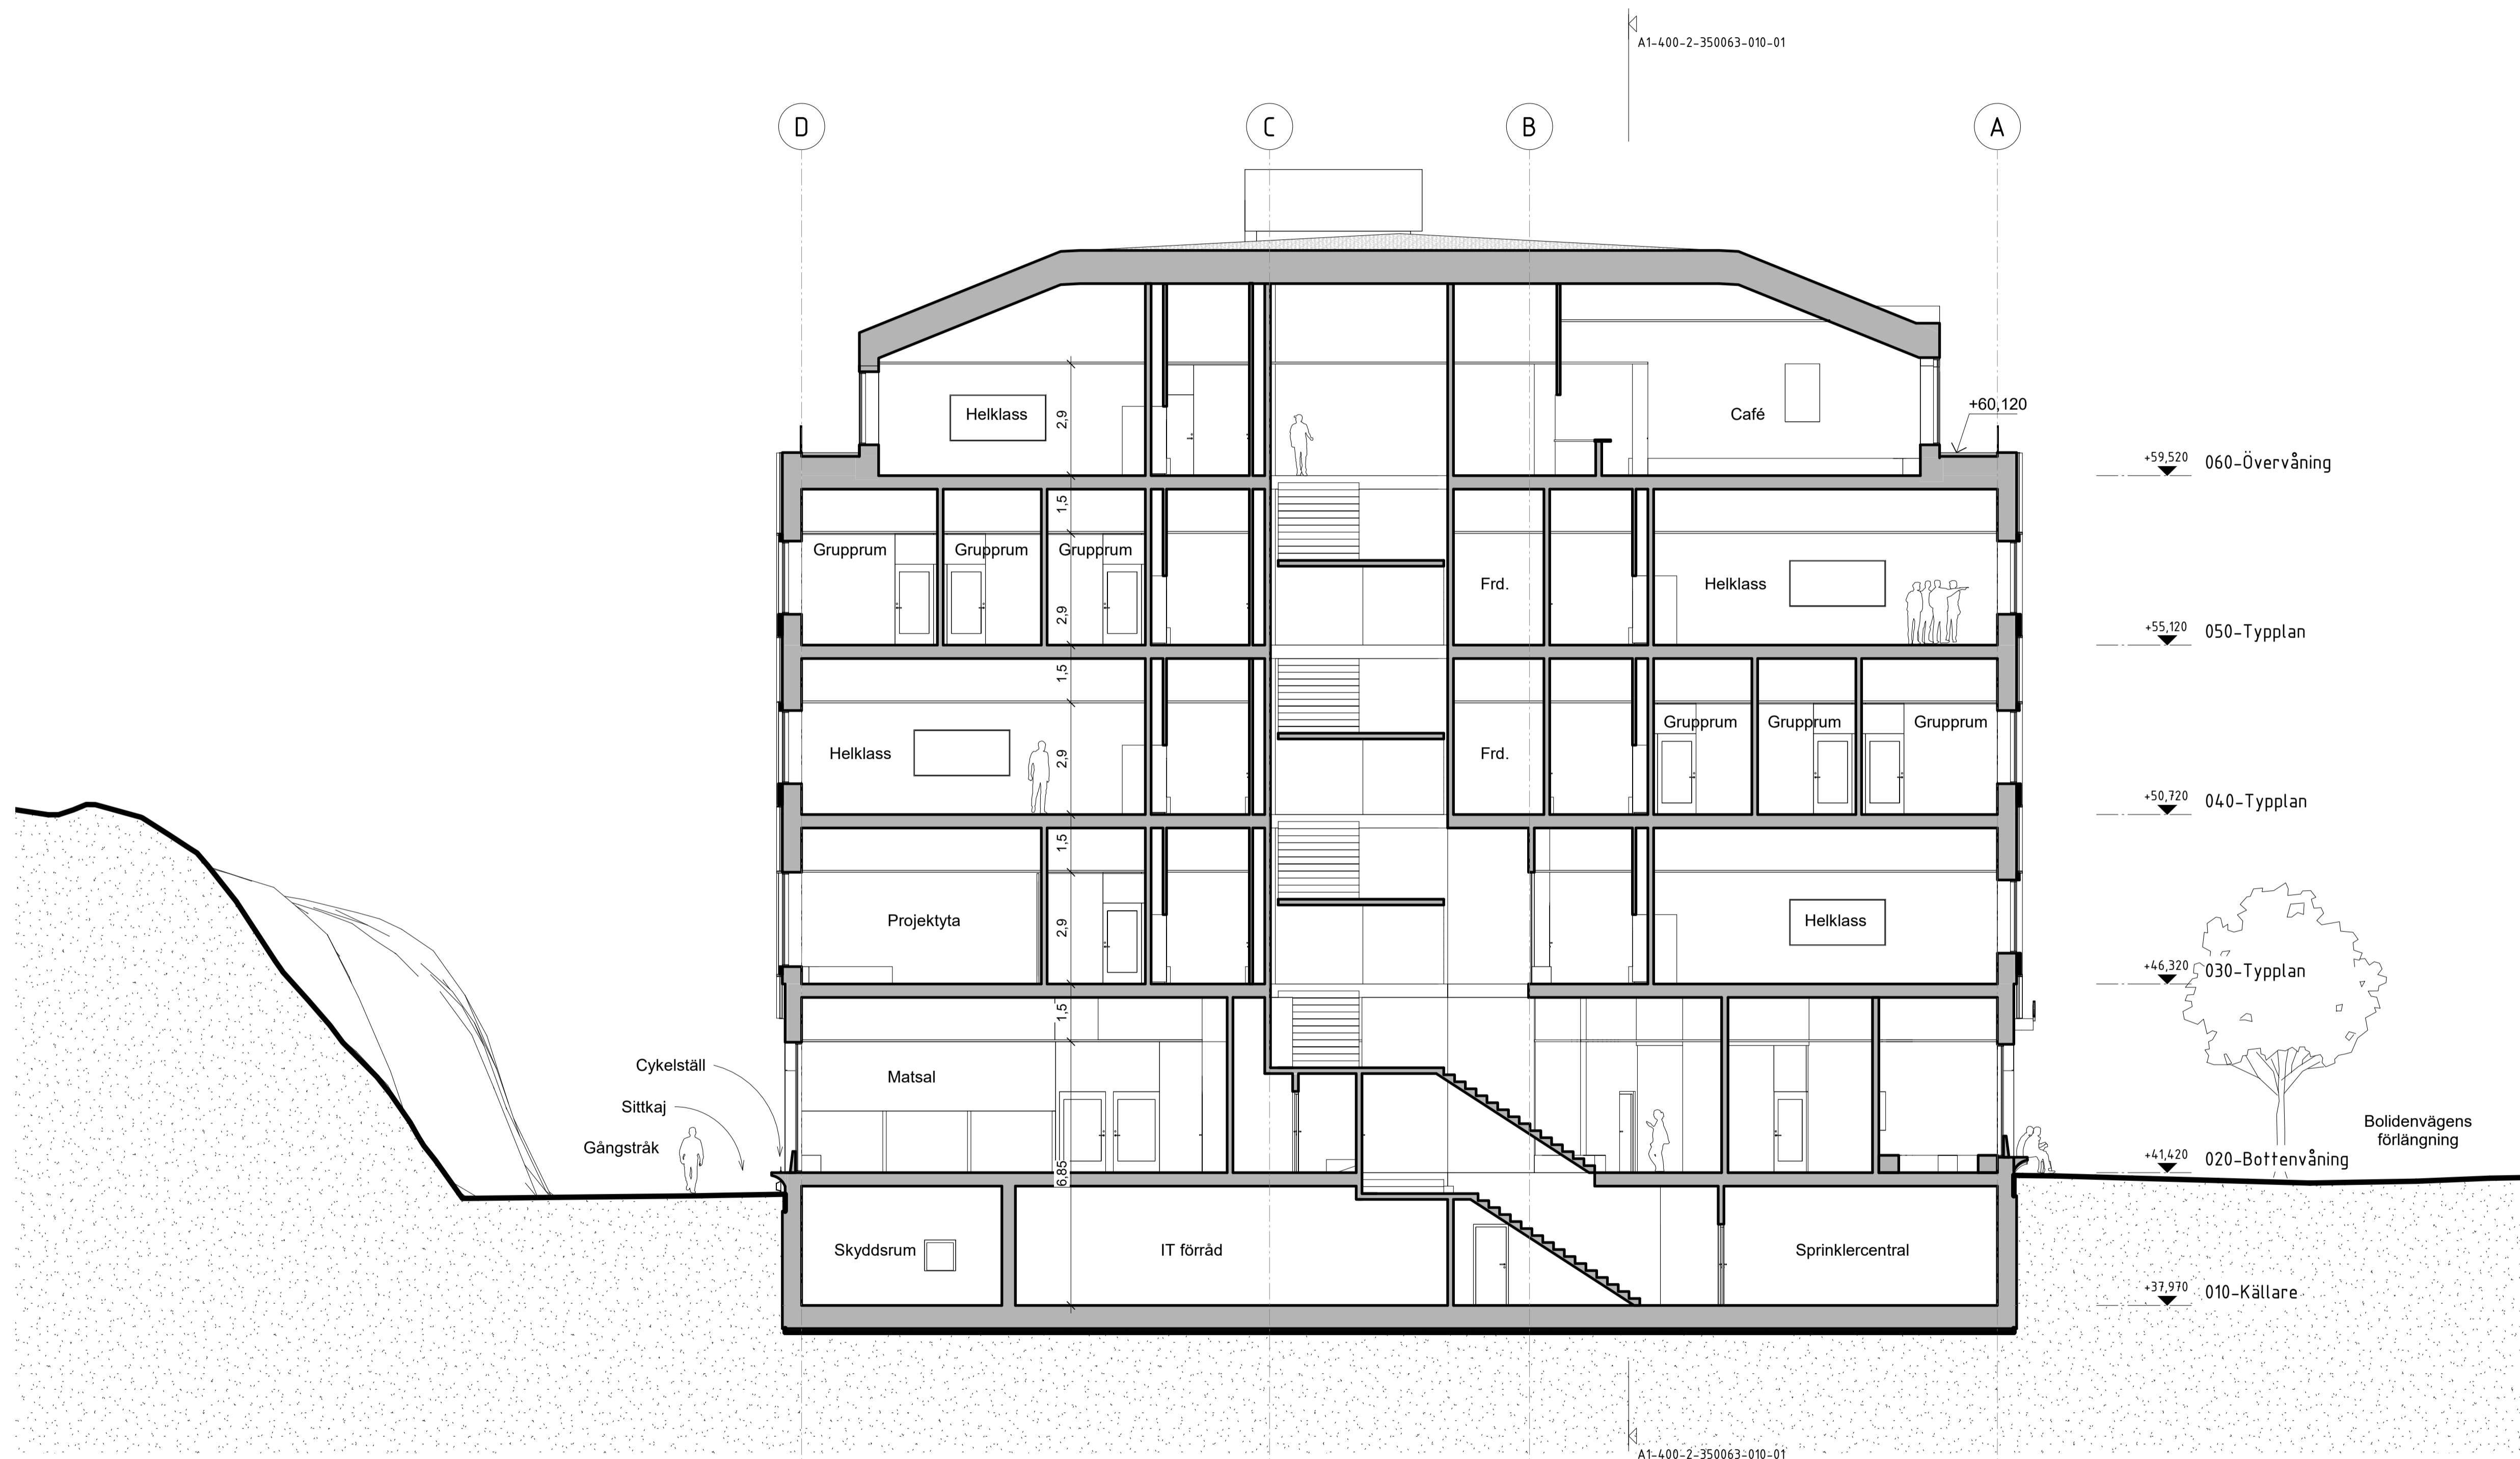 A1-400-2-350063-010-01
D
C
B
A
Helklass
2,9
Café
+60,120
+59,520
060-Övervåning
1,5
Grupprum
Grupprum
Grupprum
2,9
Frd.
Helklass
+55,120
050-Typplan
1,5
Helklass
2,9
Frd.
Grupprum
Grupprum
Grupprum
+50,720
040-Typplan
1,5
Projektyta
2,9
Helklass
+46,320
030-Typplan
1,5
Cykelställ
Matsal
Sittkaj
Gångstråk
Bolidenvägens
förlängning
6,85
+41,420
020-Bottenvåning
Skyddsrum
IT förråd
Sprinklercentral
+37,970
010-Källare
A1-400-2-350063-010-01